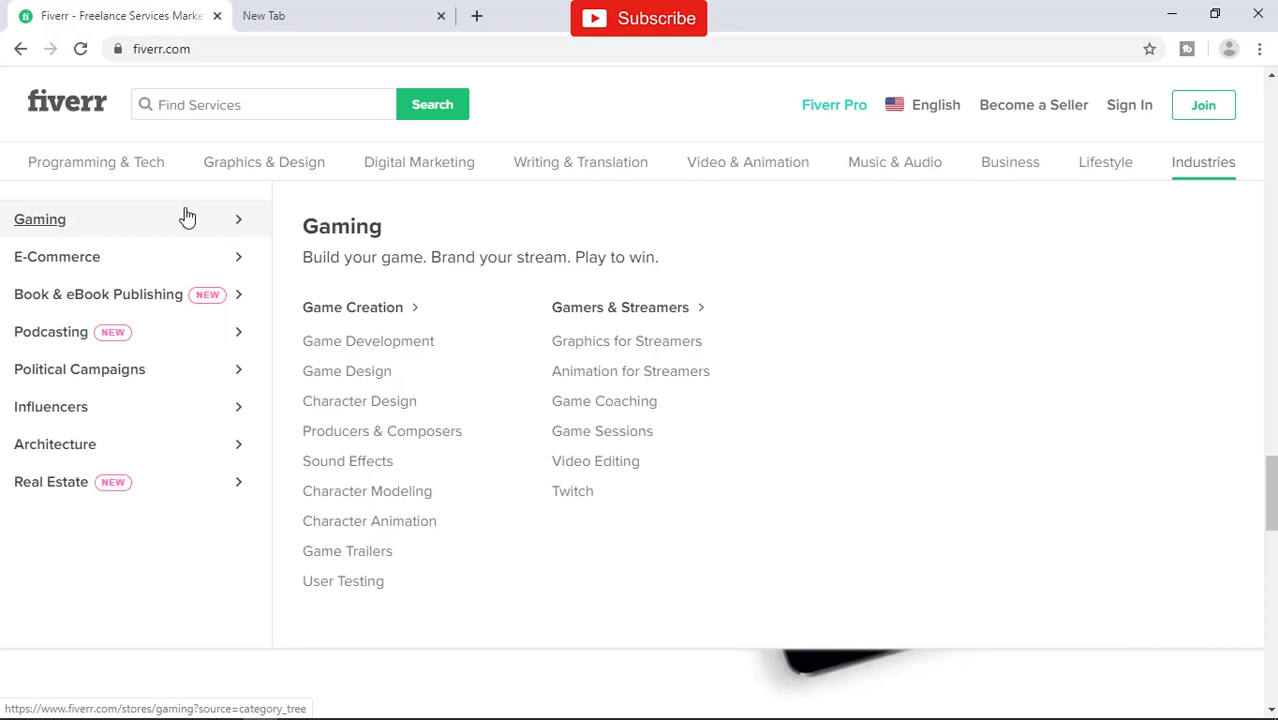 Fiverr - Freelance Services Marke
New Tab
Subscribe
fiverr.com
fiverr
Find Services
Search
Fiverr Pro
English
Become a Seller
Sign In
Join
Programming & Tech
Graphics & Design
Digital Marketing
Writing & Translation
Video & Animation
Music & Audio
Business
Lifestyle
Industries
Gaming
E-Commerce
Book & eBook Publishing NEW
Podcasting NEW
Political Campaigns
Influencers
Architecture
Real Estate NEW
Gaming
Build your game. Brand your stream. Play to win.
Game Creation
Game Development
Game Design
Character Design
Producers & Composers
Sound Effects
Character Modeling
Character Animation
Game Trailers
User Testing
Gamers & Streamers
Graphics for Streamers
Animation for Streamers
Game Coaching
Game Sessions
Video Editing
Twitch
https://www.fiverr.com/stores/gaming?source=category_tree